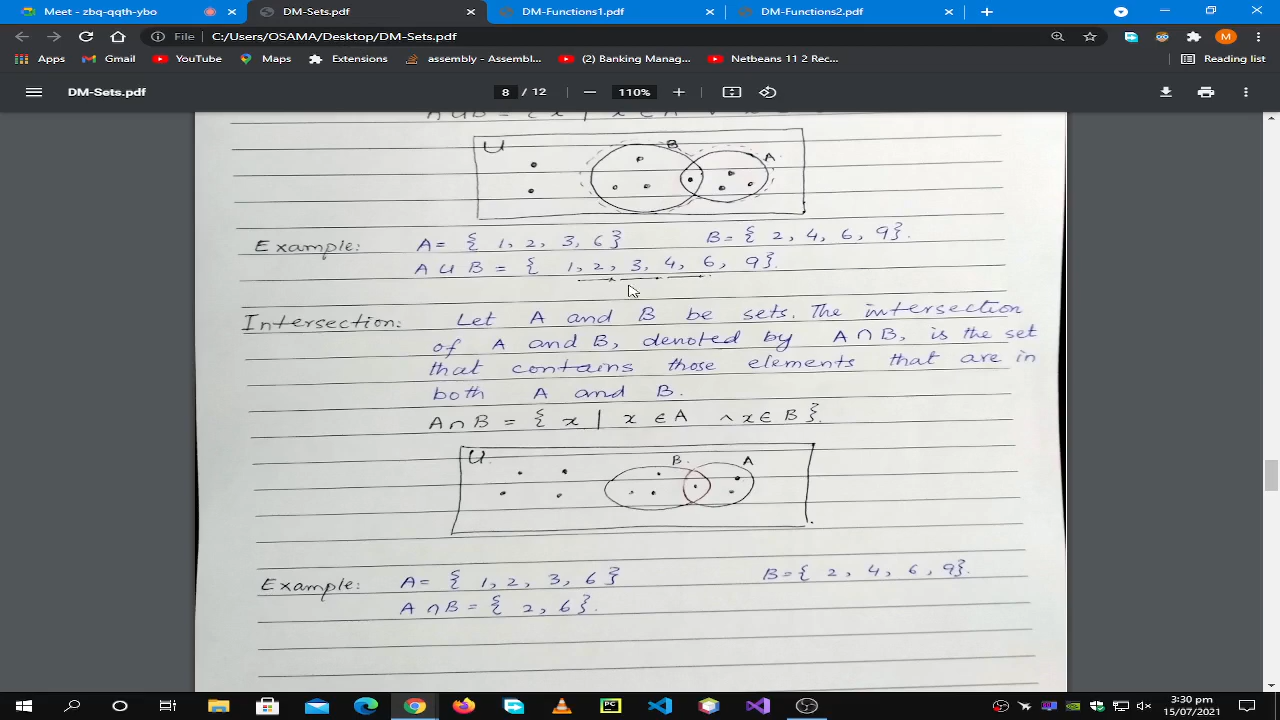 Meet - zbq-qqth-ybo
DM-Sets.pdf
DM-Functions1.pdf
DM-Functions2.pdf
File
C:/Users/OSAMA/Desktop/DM-Sets.pdf
Apps
Gmail
YouTube
Maps
Extensions
assembly - Assembl...
(2) Banking Manag...
Netbeans 11 2 Rec...
Reading list
DM-Sets.pdf
8 / 12
110%
U
B
A
Example: A = { 1, 2, 3, 6 } B = { 2, 4, 6, 9 }.
A ∪ B = { 1, 2, 3, 4, 6, 9 }.
Intersection: Let A and B be sets. The intersection
of A and B, denoted by A ∩ B, is the set
that contains those elements that are in
both A and B.
A ∩ B = { x | x ∈ A ∧ x ∈ B }.
U
B
A
Example: A = { 1, 2, 3, 6 } B = { 2, 4, 6, 9 }.
A ∩ B = { 2, 6 }.
3:30 pm
15/07/2021